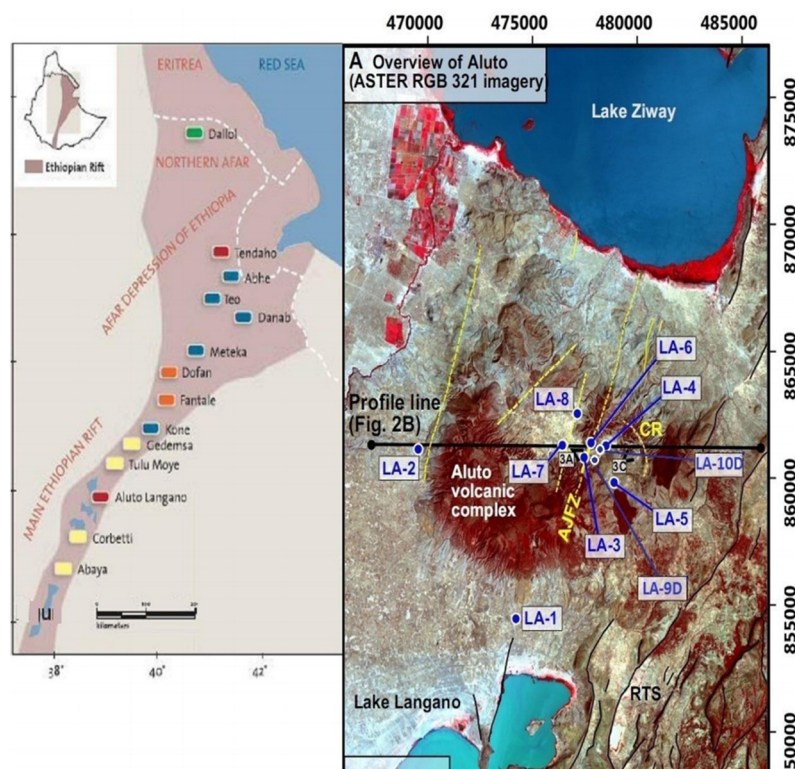 470000
475000
480000
485000
ERITREA
RED SEA
Ethiopian Rift
Dallol
NORTHERN AFAR
AFAR DEPRESSION OF ETHIOPIA
Tendaho
Abhe
Teo
Danab
Meteka
Dofan
Fantale
Kone
Gedemsa
Tulu Moye
MAIN ETHIOPIAN RIFT
Aluto Langano
Corbetti
Abaya
kilometers
38°
40°
42°
A Overview of Aluto
(ASTER RGB 321 imagery)
Lake Ziway
875000
870000
865000
860000
855000
850000
LA-6
LA-4
LA-8
Profile line
(Fig. 2B)
CR
LA-2
LA-7
3A
3C
LA-10D
Aluto
volcanic
complex
AJFZ
LA-5
LA-3
LA-9D
LA-1
RTS
Lake Langano